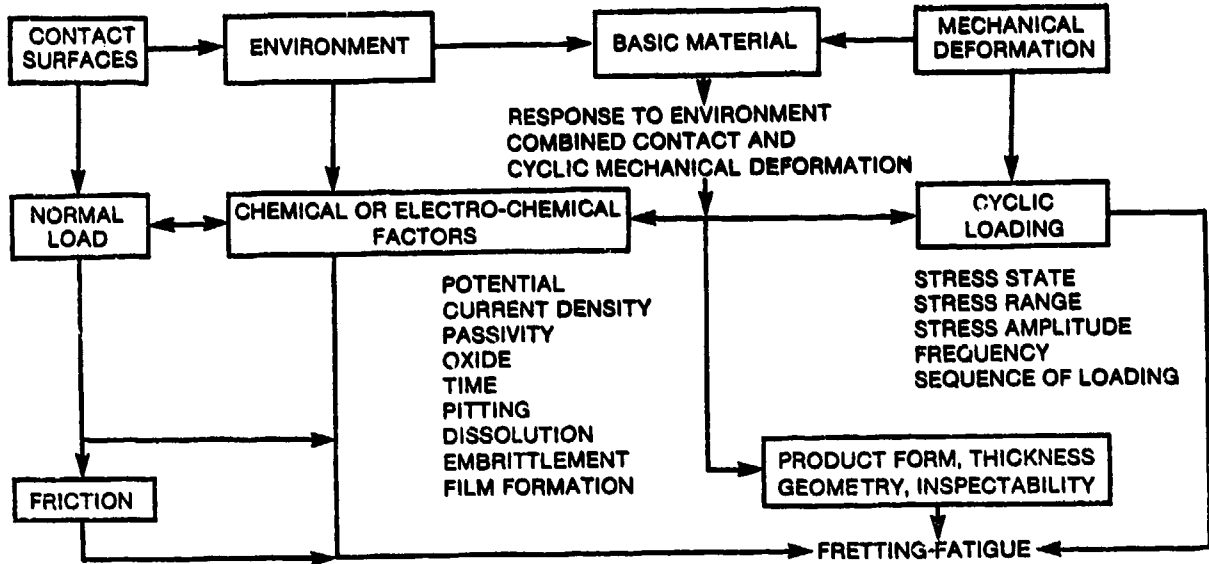 CONTACT
SURFACES
ENVIRONMENT
BASIC MATERIAL
MECHANICAL
DEFORMATION
RESPONSE TO ENVIRONMENT
COMBINED CONTACT AND
CYCLIC MECHANICAL DEFORMATION
NORMAL
LOAD
CHEMICAL OR ELECTRO-CHEMICAL
FACTORS
CYCLIC
LOADING
POTENTIAL
CURRENT DENSITY
PASSIVITY
OXIDE
TIME
PITTING
DISSOLUTION
EMBRITTLEMENT
FILM FORMATION
STRESS STATE
STRESS RANGE
STRESS AMPLITUDE
FREQUENCY
SEQUENCE OF LOADING
FRICTION
PRODUCT FORM, THICKNESS
GEOMETRY, INSPECTABILITY
FRETTING-FATIGUE